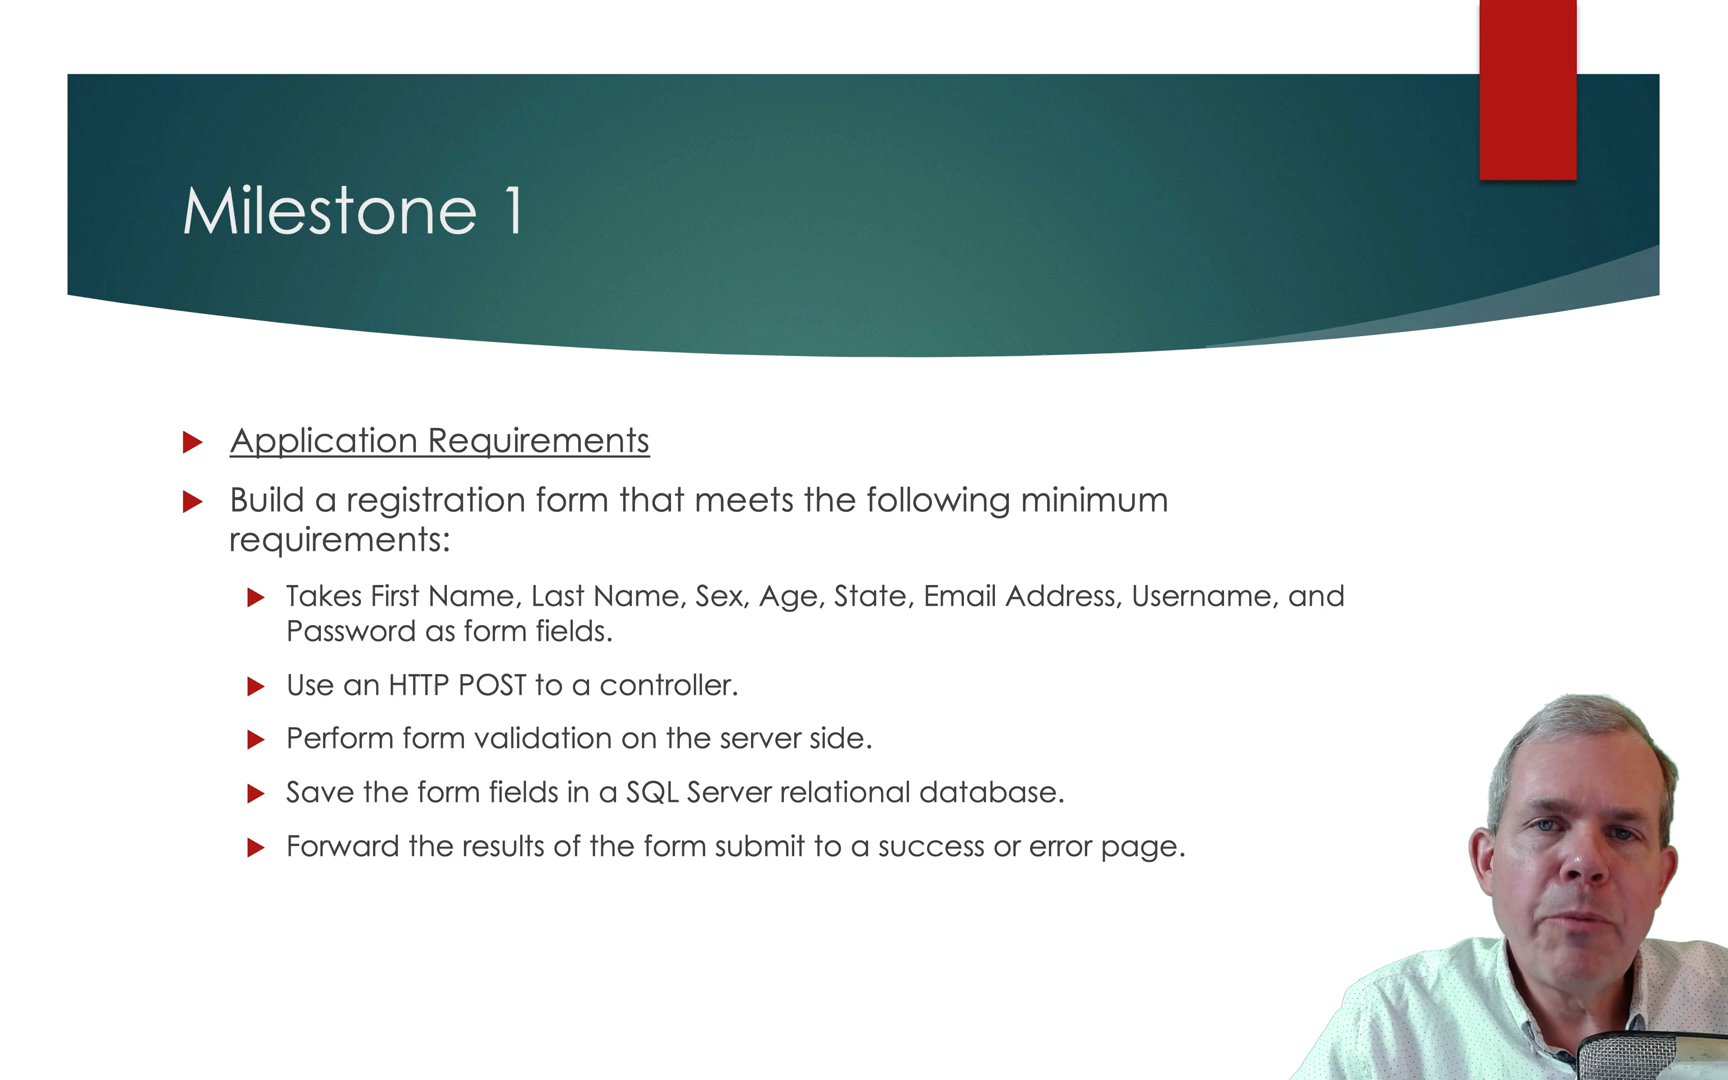 Milestone 1
Application Requirements
Build a registration form that meets the following minimum
requirements:
Takes First Name, Last Name, Sex, Age, State, Email Address, Username, and
Password as form fields.
Use an HTTP POST to a controller.
Perform form validation on the server side.
Save the form fields in a SQL Server relational database.
Forward the results of the form submit to a success or error page.